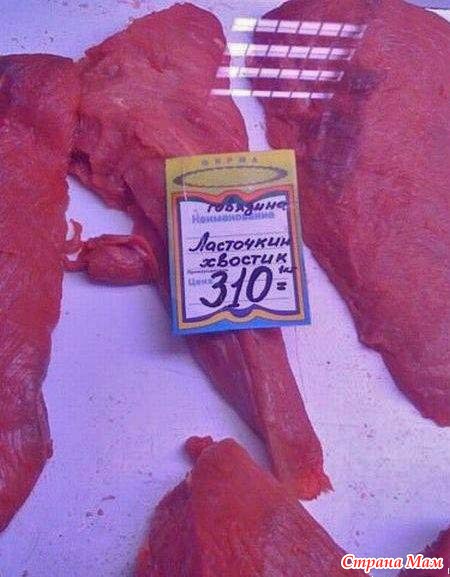 ФИРМА
говядина
Наименование
Ласточкин
хвостик
Цена
310=
Страна Мам